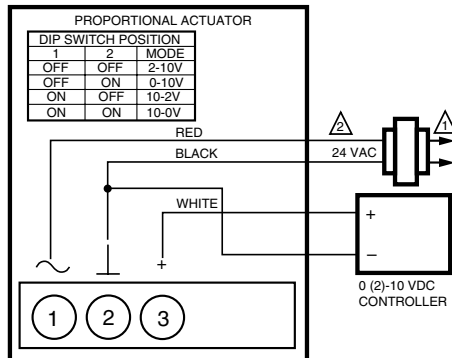 PROPORTIONAL ACTUATOR
DIP SWITCH POSITION
1 2 MODE
OFF OFF 2-10V
OFF ON 0-10V
ON OFF 10-2V
ON ON 10-0V
RED
2
1
BLACK
24 VAC
WHITE
+
–
+
0 (2)-10 VDC
CONTROLLER
1 2 3